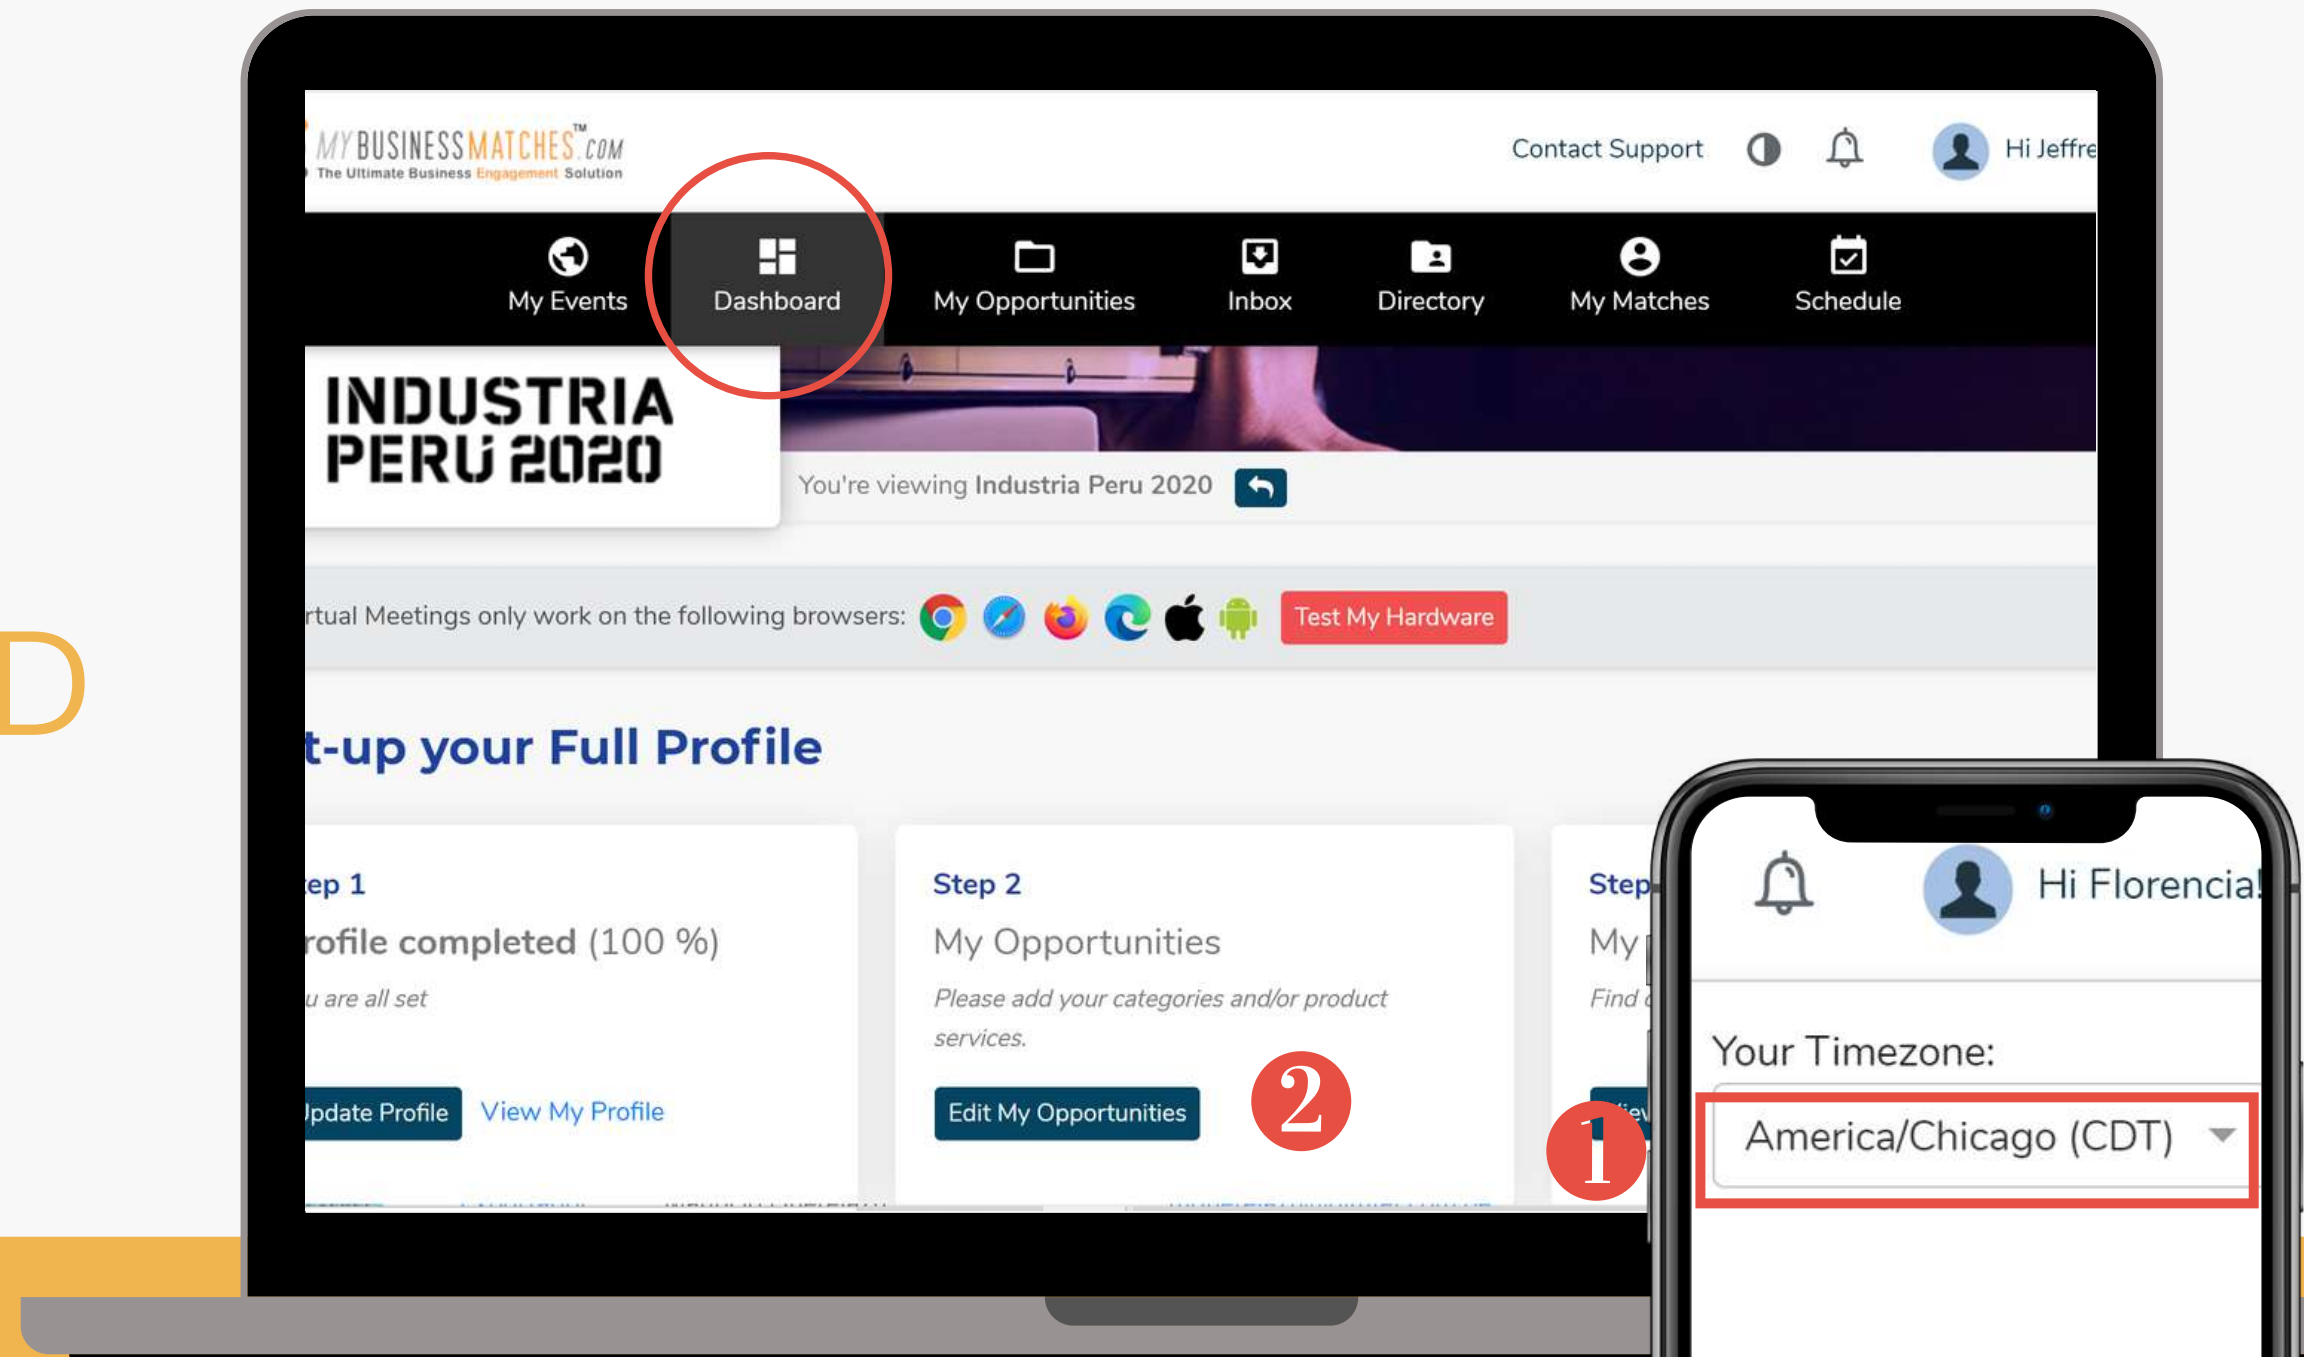 MYBUSINESSMATCHES™.COM
The Ultimate Business Engagement Solution
Contact Support
Hi Jeffre
My Events
Dashboard
My Opportunities
Inbox
Directory
My Matches
Schedule
INDUSTRIA
PERÚ 2020
You're viewing Industria Peru 2020
rtual Meetings only work on the following browsers:
Test My Hardware
D
t-up your Full Profile
ep 1
rofile completed (100 %)
u are all set
pdate Profile
View My Profile
Step 2
My Opportunities
Please add your categories and/or product
services.
Edit My Opportunities
2
Step
My
Find
1
Hi Florencia!
Your Timezone:
America/Chicago (CDT)